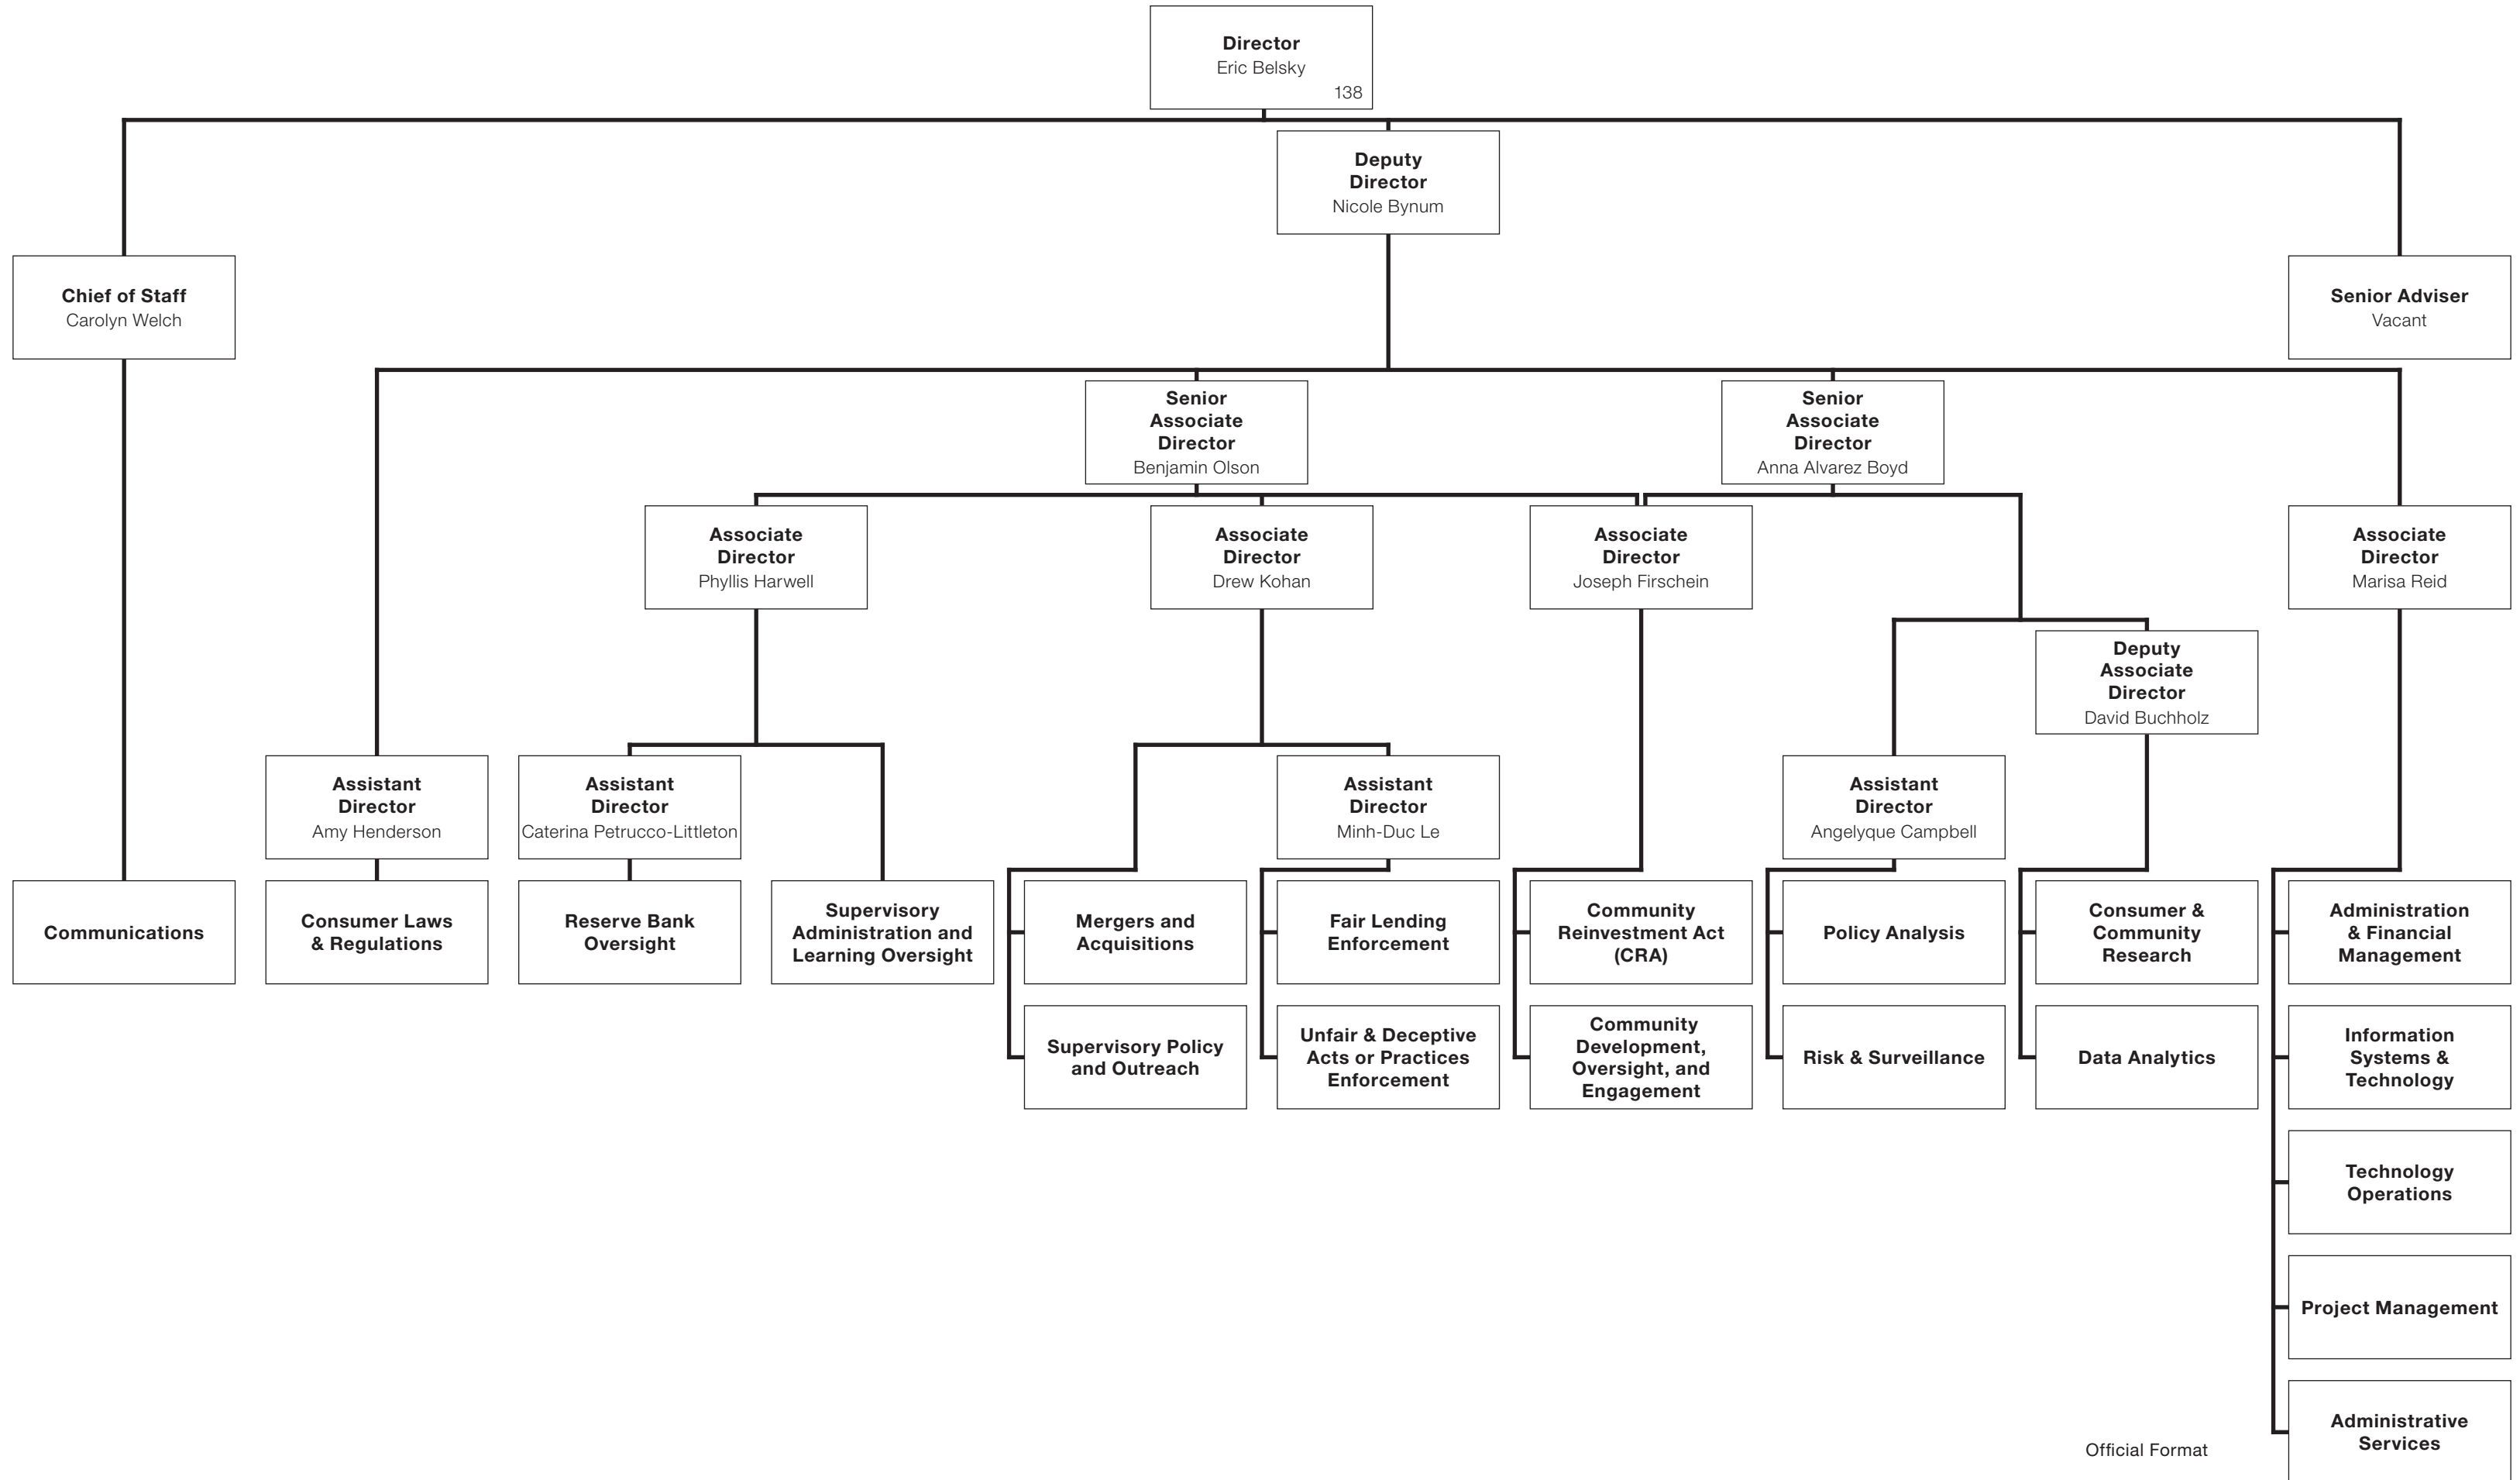 Director
Eric Belsky
138
Deputy
Director
Nicole Bynum
Chief of Staff
Carolyn Welch
Senior Adviser
Vacant
Senior
Associate
Director
Benjamin Olson
Senior
Associate
Director
Anna Alvarez Boyd
Associate
Director
Phyllis Harwell
Associate
Director
Drew Kohan
Associate
Director
Joseph Firschein
Associate
Director
Marisa Reid
Deputy
Associate
Director
David Buchholz
Assistant
Director
Amy Henderson
Assistant
Director
Caterina Petrucco-Littleton
Assistant
Director
Minh-Duc Le
Assistant
Director
Angelyque Campbell
Communications
Consumer Laws
& Regulations
Reserve Bank
Oversight
Supervisory
Administration and
Learning Oversight
Mergers and
Acquisitions
Fair Lending
Enforcement
Community
Reinvestment Act
(CRA)
Policy Analysis
Consumer &
Community
Research
Administration
& Financial
Management
Supervisory Policy
and Outreach
Unfair & Deceptive
Acts or Practices
Enforcement
Community
Development,
Oversight, and
Engagement
Risk & Surveillance
Data Analytics
Information
Systems &
Technology
Technology
Operations
Project Management
Administrative
Services
Official Format